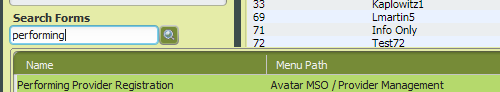 33 Kaplowitz1
Search Forms
69 Lmartin5
performing
71 Info Only
72 Test72
Name Menu Path
Performing Provider Registration Avatar MSO / Provider Management